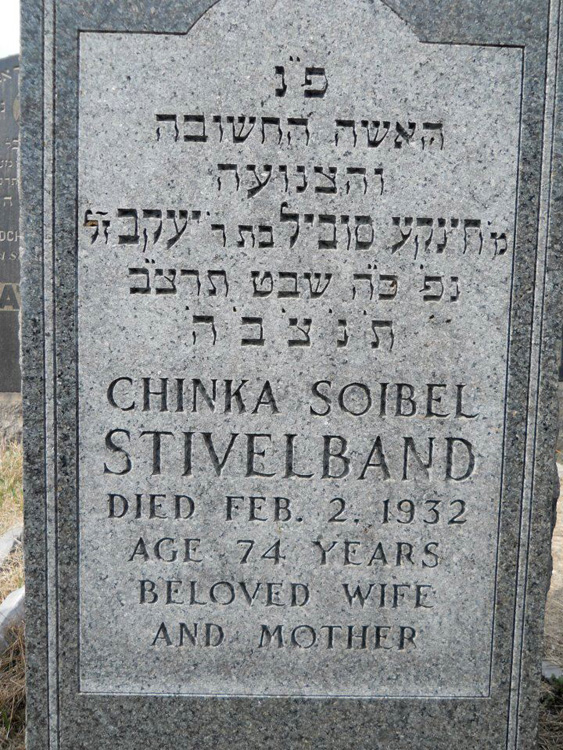 פ״נ
האשה החשובה
והצנועה
מ׳ חינקע סוביל בת ר׳ יעקב ז״ל
נפ׳ כ״ה שבט תרצ״ב
ת׳ נ׳ צ׳ ב׳ ה׳
CHINKA SOIBEL
STIVELBAND
DIED FEB. 2. 1932
AGE 74 YEARS
BELOVED WIFE
AND MOTHER